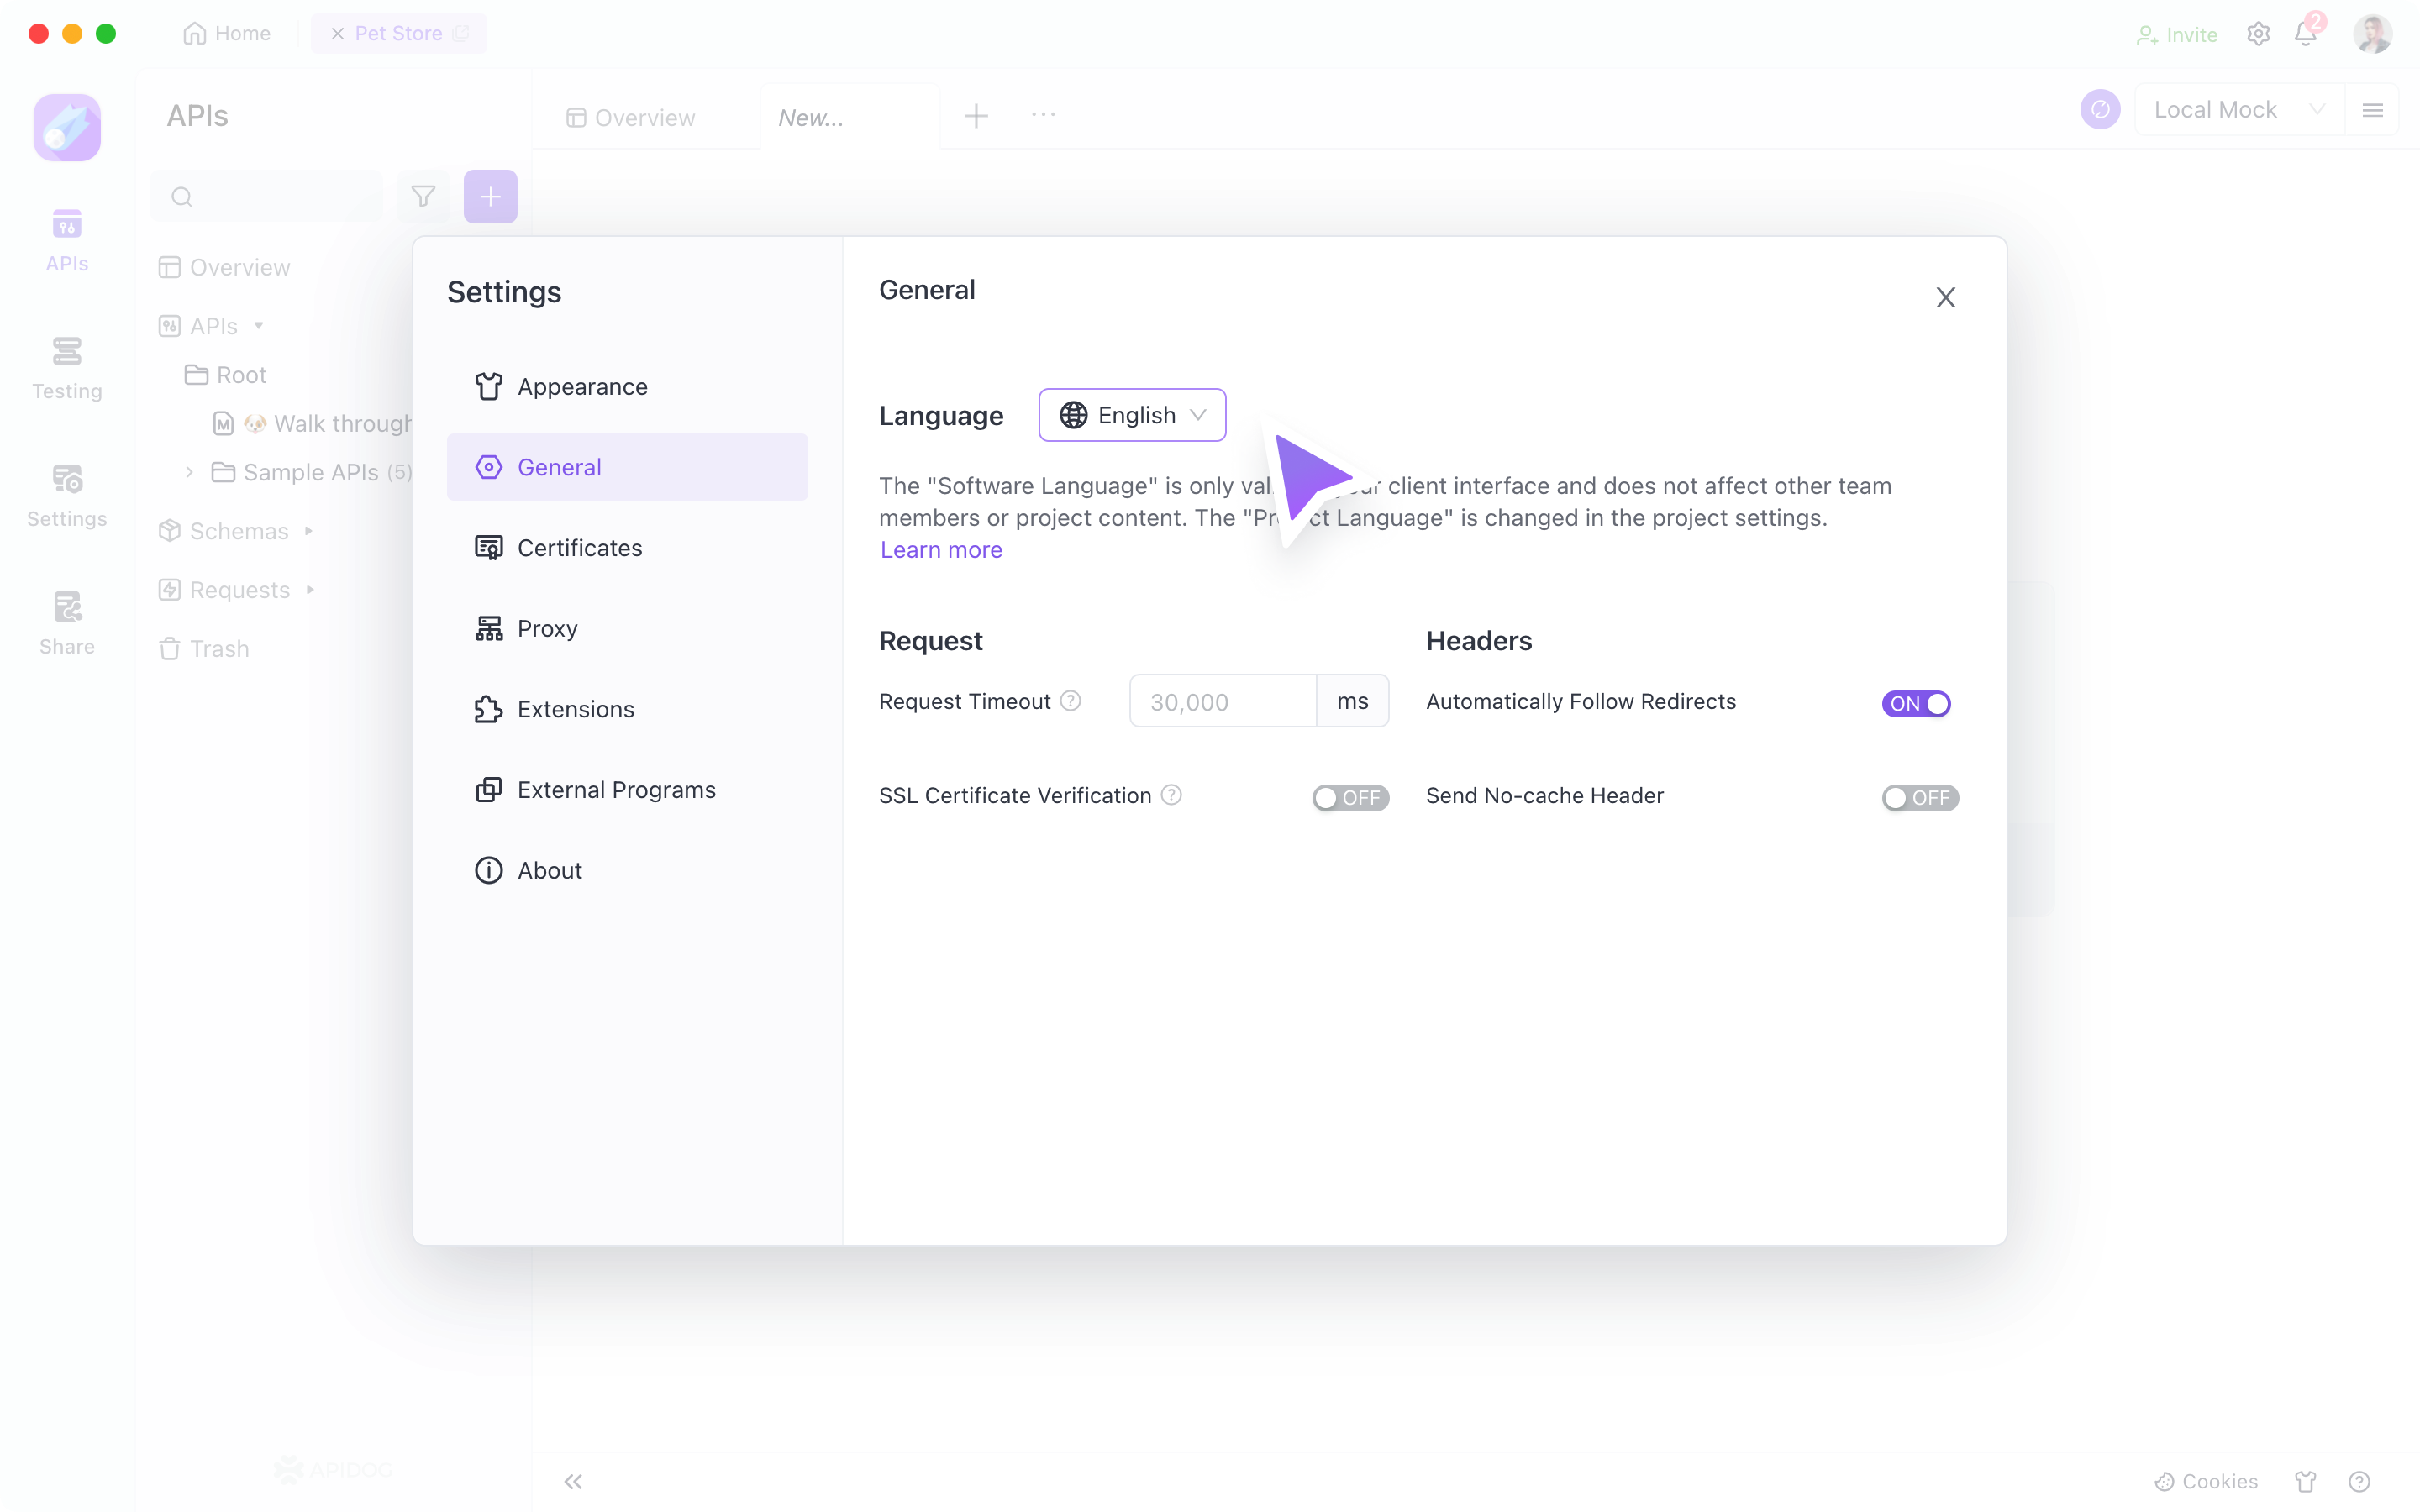 Home
Pet Store
Invite
2
APIs
Overview
New...
Local Mock
APIs
Testing
Settings
Share
Overview
APIs
Root
M 🐶 Walk through
Sample APIs (5)
Schemas
Requests
Trash
Settings
Appearance
General
Certificates
Proxy
Extensions
External Programs
About
General
Language
English
The "Software Language" is only val client interface and does not affect other team
members or project content. The "Pr ct Language" is changed in the project settings.
Learn more
Request
Headers
Request Timeout
30,000
ms
Automatically Follow Redirects
ON
SSL Certificate Verification
OFF
Send No-cache Header
OFF
APIDOG
Cookies